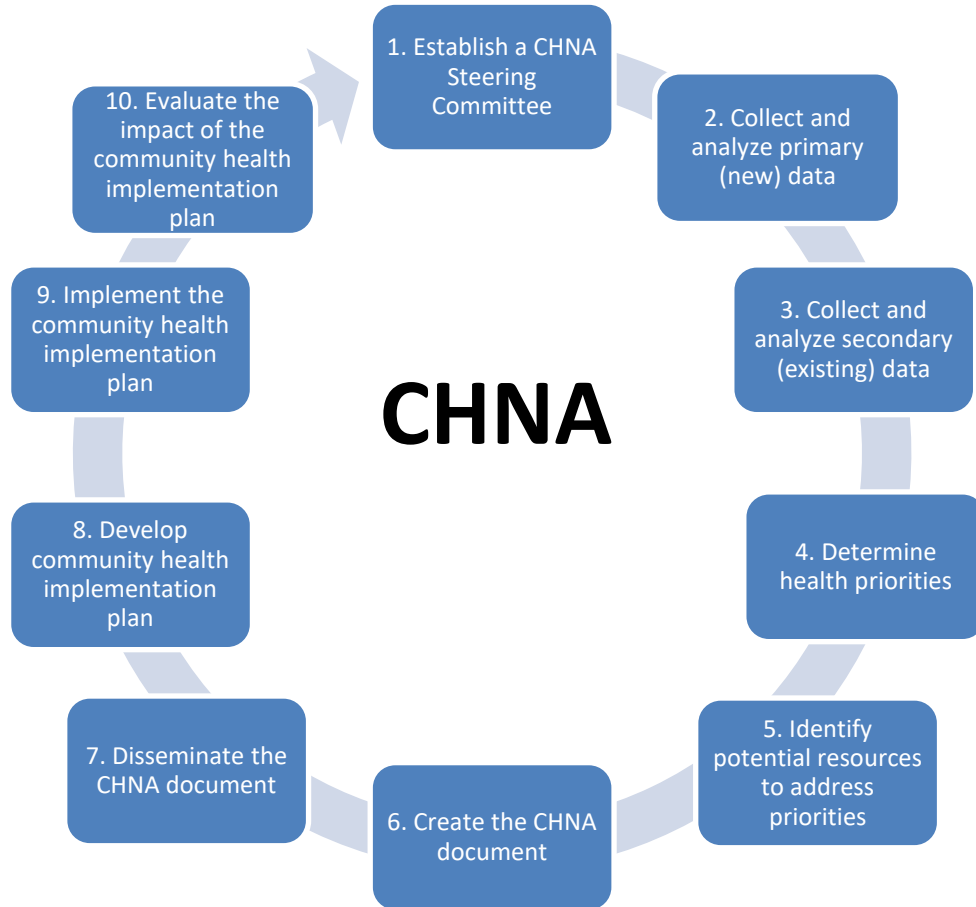 1. Establish a CHNA
Steering
Committee
2. Collect and
analyze primary
(new) data
3. Collect and
analyze secondary
(existing) data
4. Determine
health priorities
5. Identify
potential resources
to address
priorities
6. Create the CHNA
document
7. Disseminate the
CHNA document
8. Develop
community health
implementation
plan
9. Implement the
community health
implementation
plan
10. Evaluate the
impact of the
community health
implementation
plan
CHNA